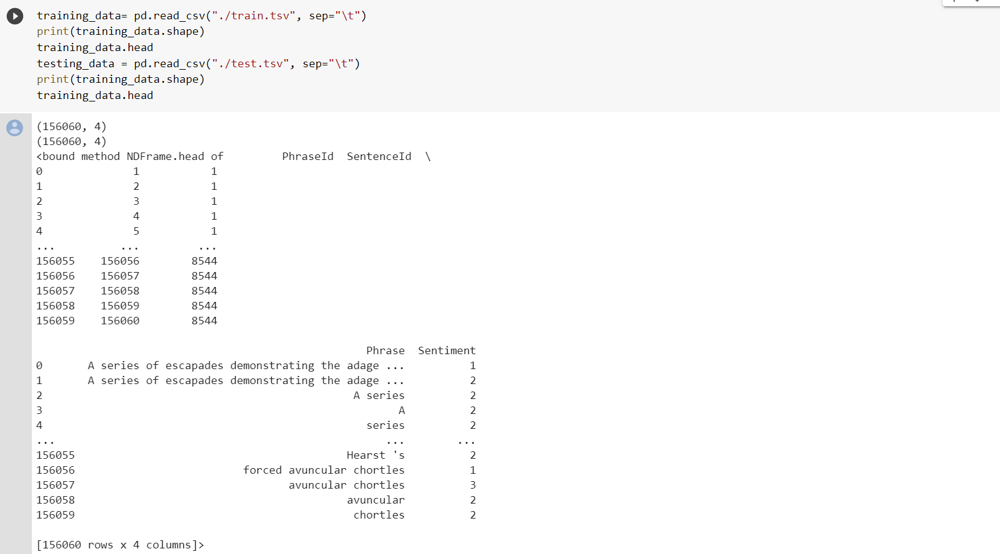 training_data= pd.read_csv("./train.tsv", sep="\t")
print(training_data.shape)
training_data.head
testing_data = pd.read_csv("./test.tsv", sep="\t")
print(training_data.shape)
training_data.head
(156060, 4)
(156060, 4)
<bound method NDFrame.head of         PhraseId  SentenceId  \
0              1           1
1              2           1
2              3           1
3              4           1
4              5           1
...          ...         ...
156055    156056        8544
156056    156057        8544
156057    156058        8544
156058    156059        8544
156059    156060        8544
                                                   Phrase  Sentiment
0       A series of escapades demonstrating the adage ...          1
1       A series of escapades demonstrating the adage ...          2
2                                                A series          2
3                                                       A          2
4                                                  series          2
...                                                   ...        ...
156055                                          Hearst 's          2
156056                          forced avuncular chortles          1
156057                                 avuncular chortles          3
156058                                          avuncular          2
156059                                           chortles          2
[156060 rows x 4 columns]>